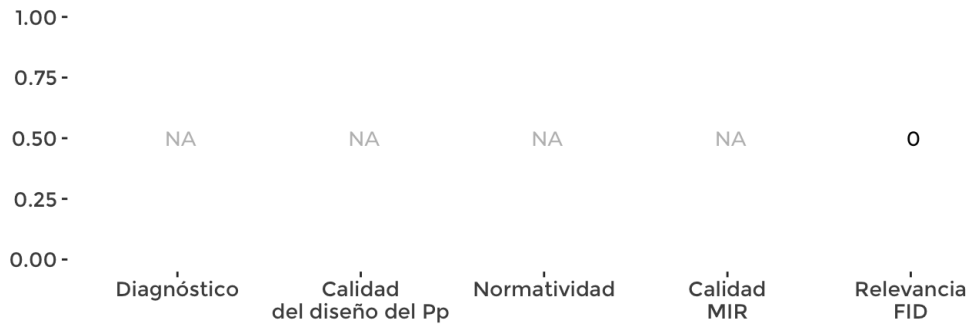 1.00
0.75
0.50
0.25
0.00
NA NA NA NA 0
Diagnóstico
Calidad
del diseño del Pp
Normatividad
Calidad
MIR
Relevancia
FID